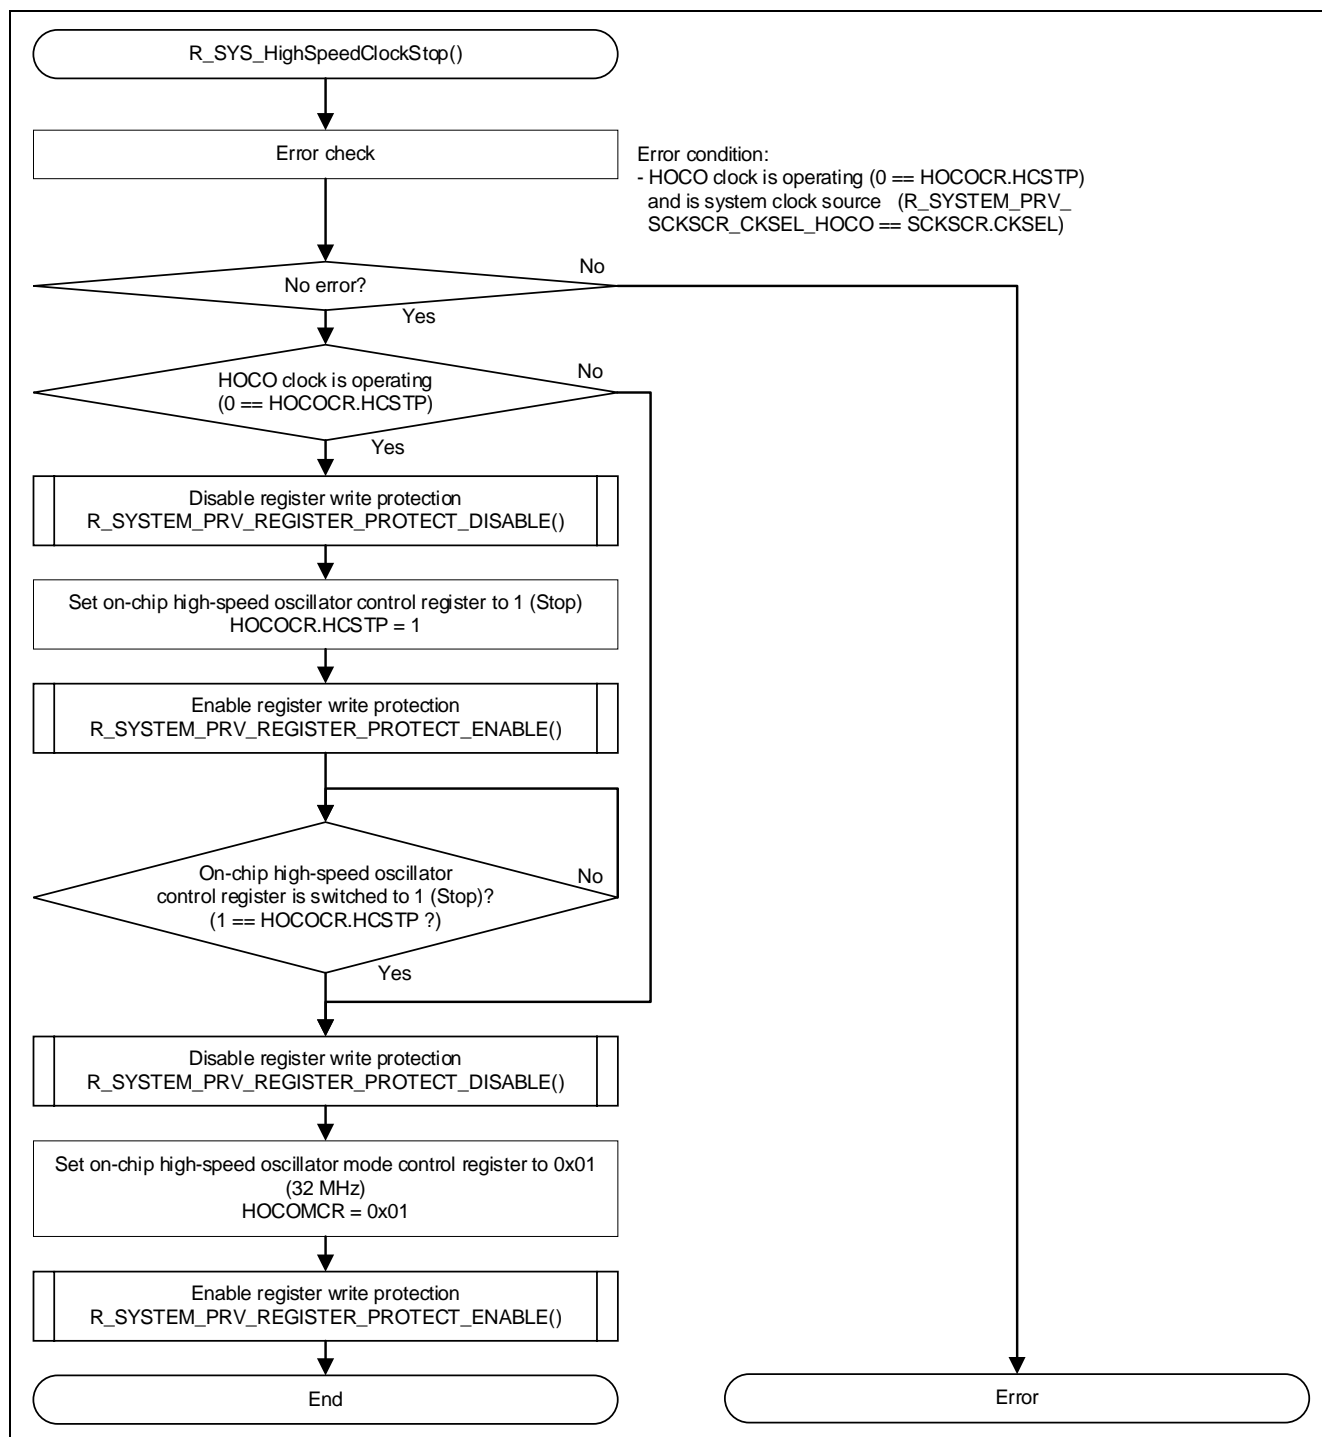 R_SYS_HighSpeedClockStop()
Error check
Error condition:
- HOCO clock is operating (0 == HOCOCR.HCSTP)
and is system clock source (R_SYSTEM_PRV_
SCKSCR_CKSEL_HOCO == SCKSCR.CKSEL)
No error?
No
Yes
HOCO clock is operating
(0 == HOCOCR.HCSTP)
No
Yes
Disable register write protection
R_SYSTEM_PRV_REGISTER_PROTECT_DISABLE()
Set on-chip high-speed oscillator control register to 1 (Stop)
HOCOCR.HCSTP = 1
Enable register write protection
R_SYSTEM_PRV_REGISTER_PROTECT_ENABLE()
On-chip high-speed oscillator
control register is switched to 1 (Stop)?
(1 == HOCOCR.HCSTP ?)
No
Yes
Disable register write protection
R_SYSTEM_PRV_REGISTER_PROTECT_DISABLE()
Set on-chip high-speed oscillator mode control register to 0x01
(32 MHz)
HOCOMCR = 0x01
Enable register write protection
R_SYSTEM_PRV_REGISTER_PROTECT_ENABLE()
End
Error